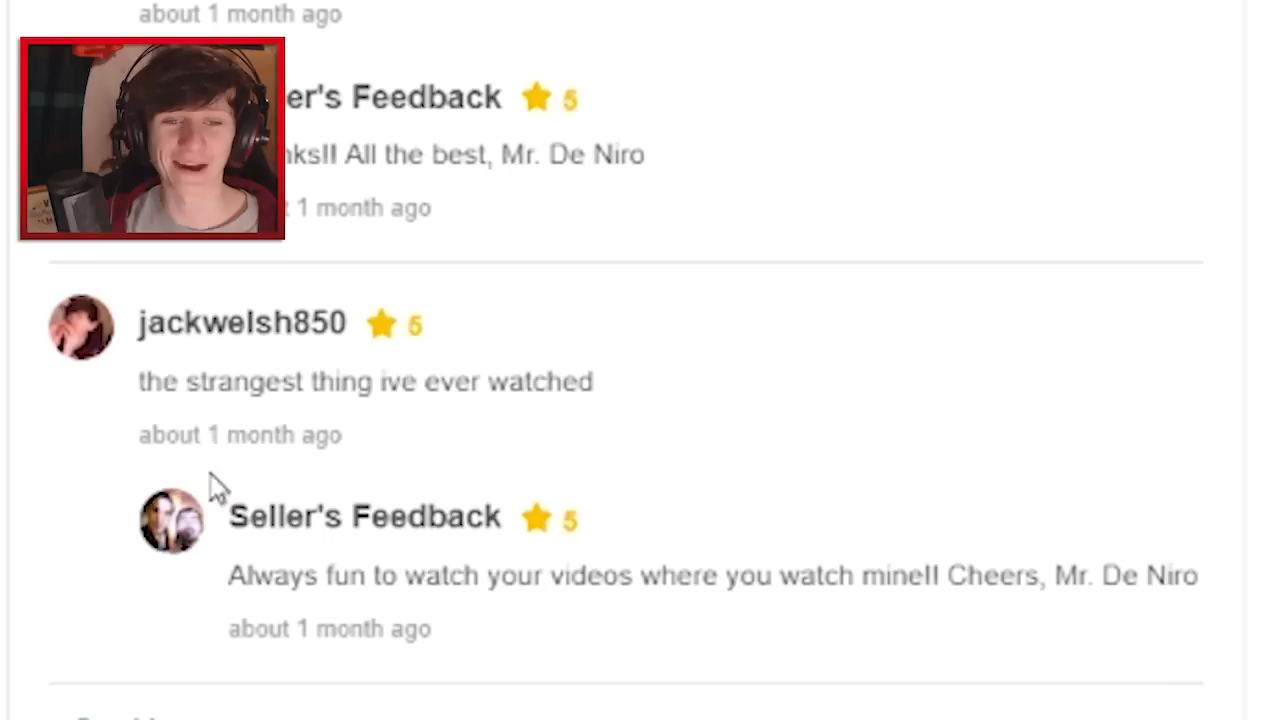 about 1 month ago
er's Feedback 5
nks!! All the best, Mr. De Niro
1 month ago
jackwelsh850 5
the strangest thing ive ever watched
about 1 month ago
Seller's Feedback 5
Always fun to watch your videos where you watch mine!! Cheers, Mr. De Niro
about 1 month ago